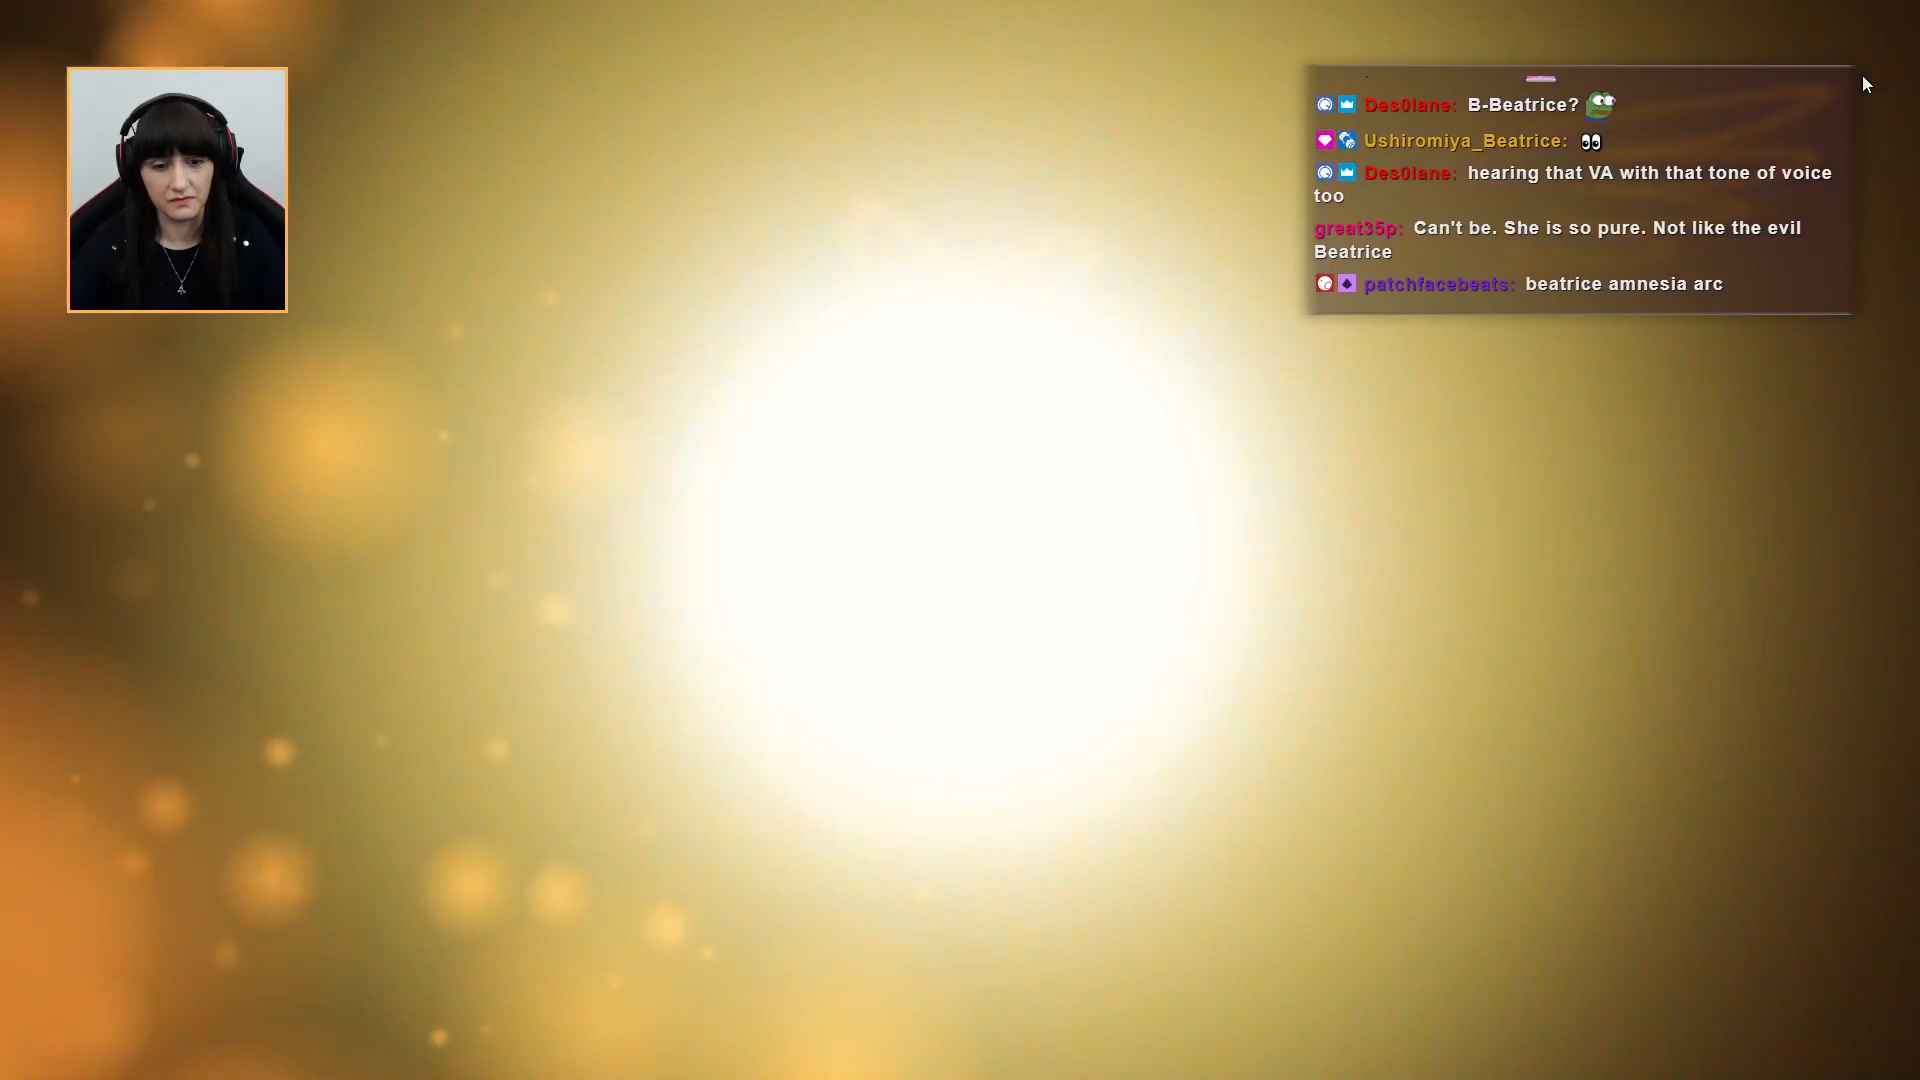 Des0lane: B-Beatrice?
Ushiromiya_Beatrice:
Des0lane: hearing that VA with that tone of voice
too
great35p: Can't be. She is so pure. Not like the evil
Beatrice
patchfacebeats: beatrice amnesia arc